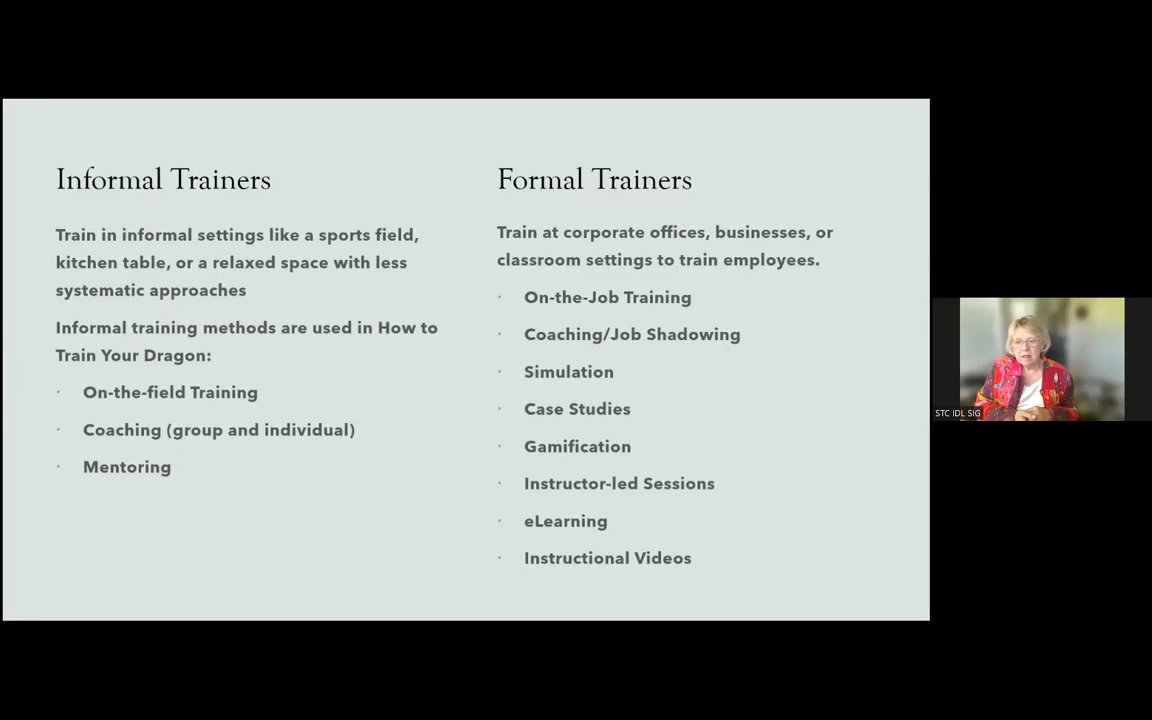 Informal Trainers
Train in informal settings like a sports field,
kitchen table, or a relaxed space with less
systematic approaches
Informal training methods are used in How to
Train Your Dragon:
· On-the-field Training
· Coaching (group and individual)
· Mentoring
Formal Trainers
Train at corporate offices, businesses, or
classroom settings to train employees.
· On-the-Job Training
· Coaching/Job Shadowing
· Simulation
· Case Studies
· Gamification
· Instructor-led Sessions
· eLearning
· Instructional Videos
STC IDL SIG